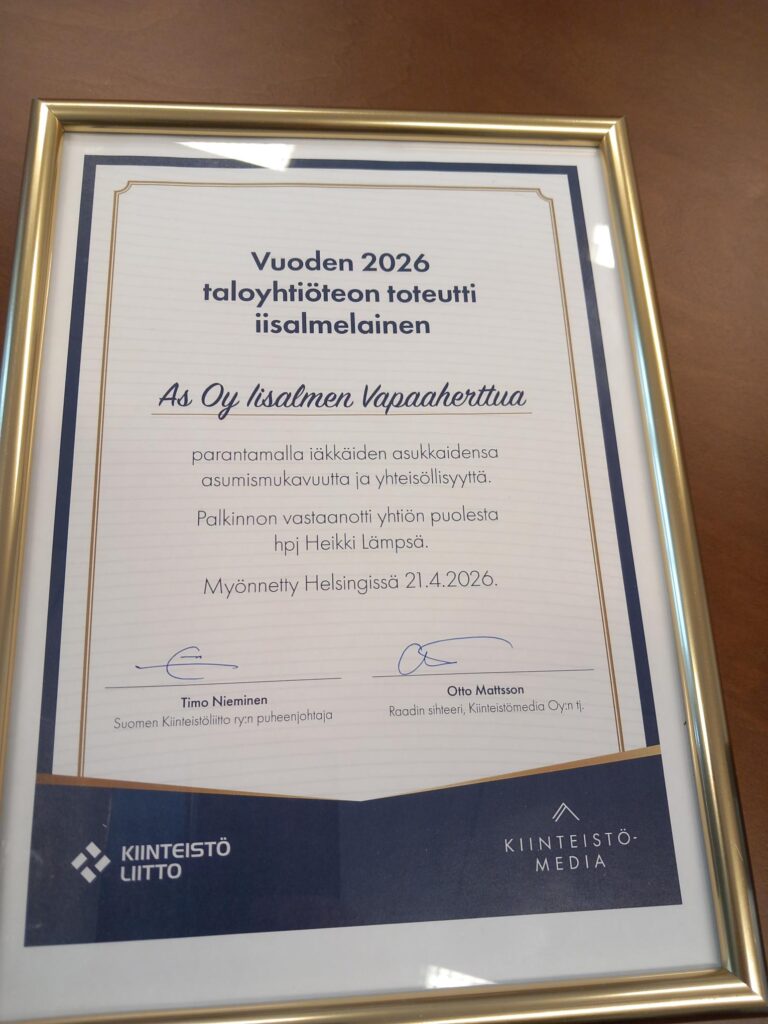 Vuoden 2026
taloyhtiöteon toteutti
iisalmelainen
As Oy Iisalmen Vapaaherttua
parantamalla iäkkäiden asukkaidensa
asumismukavuutta ja yhteisöllisyyttä.
Palkinnon vastaanotti yhtiön puolesta
hpj Heikki Lämpsä.
Myönnetty Helsingissä 21.4.2026.
Timo Nieminen
Suomen Kiinteistöliitto ry:n puheenjohtaja
Otto Mattsson
Raadin sihteeri, Kiinteistömedia Oy:n tj.
KIINTEISTÖ
LIITTO
KIINTEISTÖ-
MEDIA